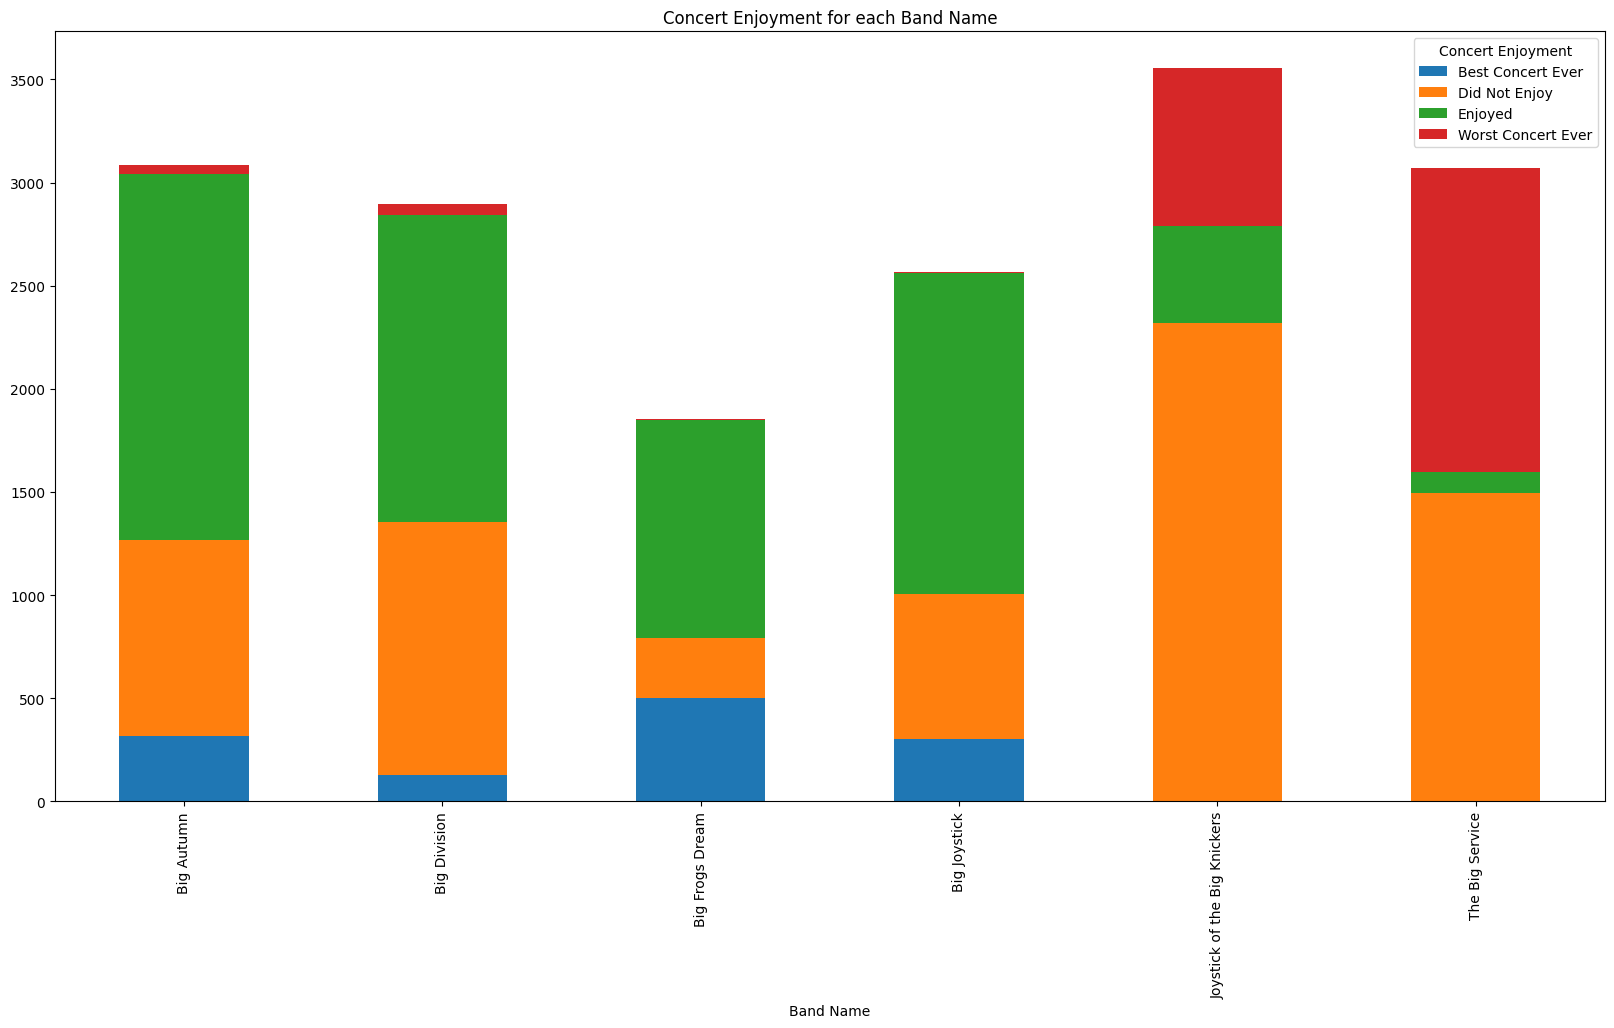 Concert Enjoyment for each Band Name
Concert Enjoyment
Best Concert Ever
Did Not Enjoy
Enjoyed
Worst Concert Ever
3500
3000
2500
2000
1500
1000
500
0
Big Autumn
Big Division
Big Frogs Dream
Big Joystick
Joystick of the Big Knickers
The Big Service
Band Name